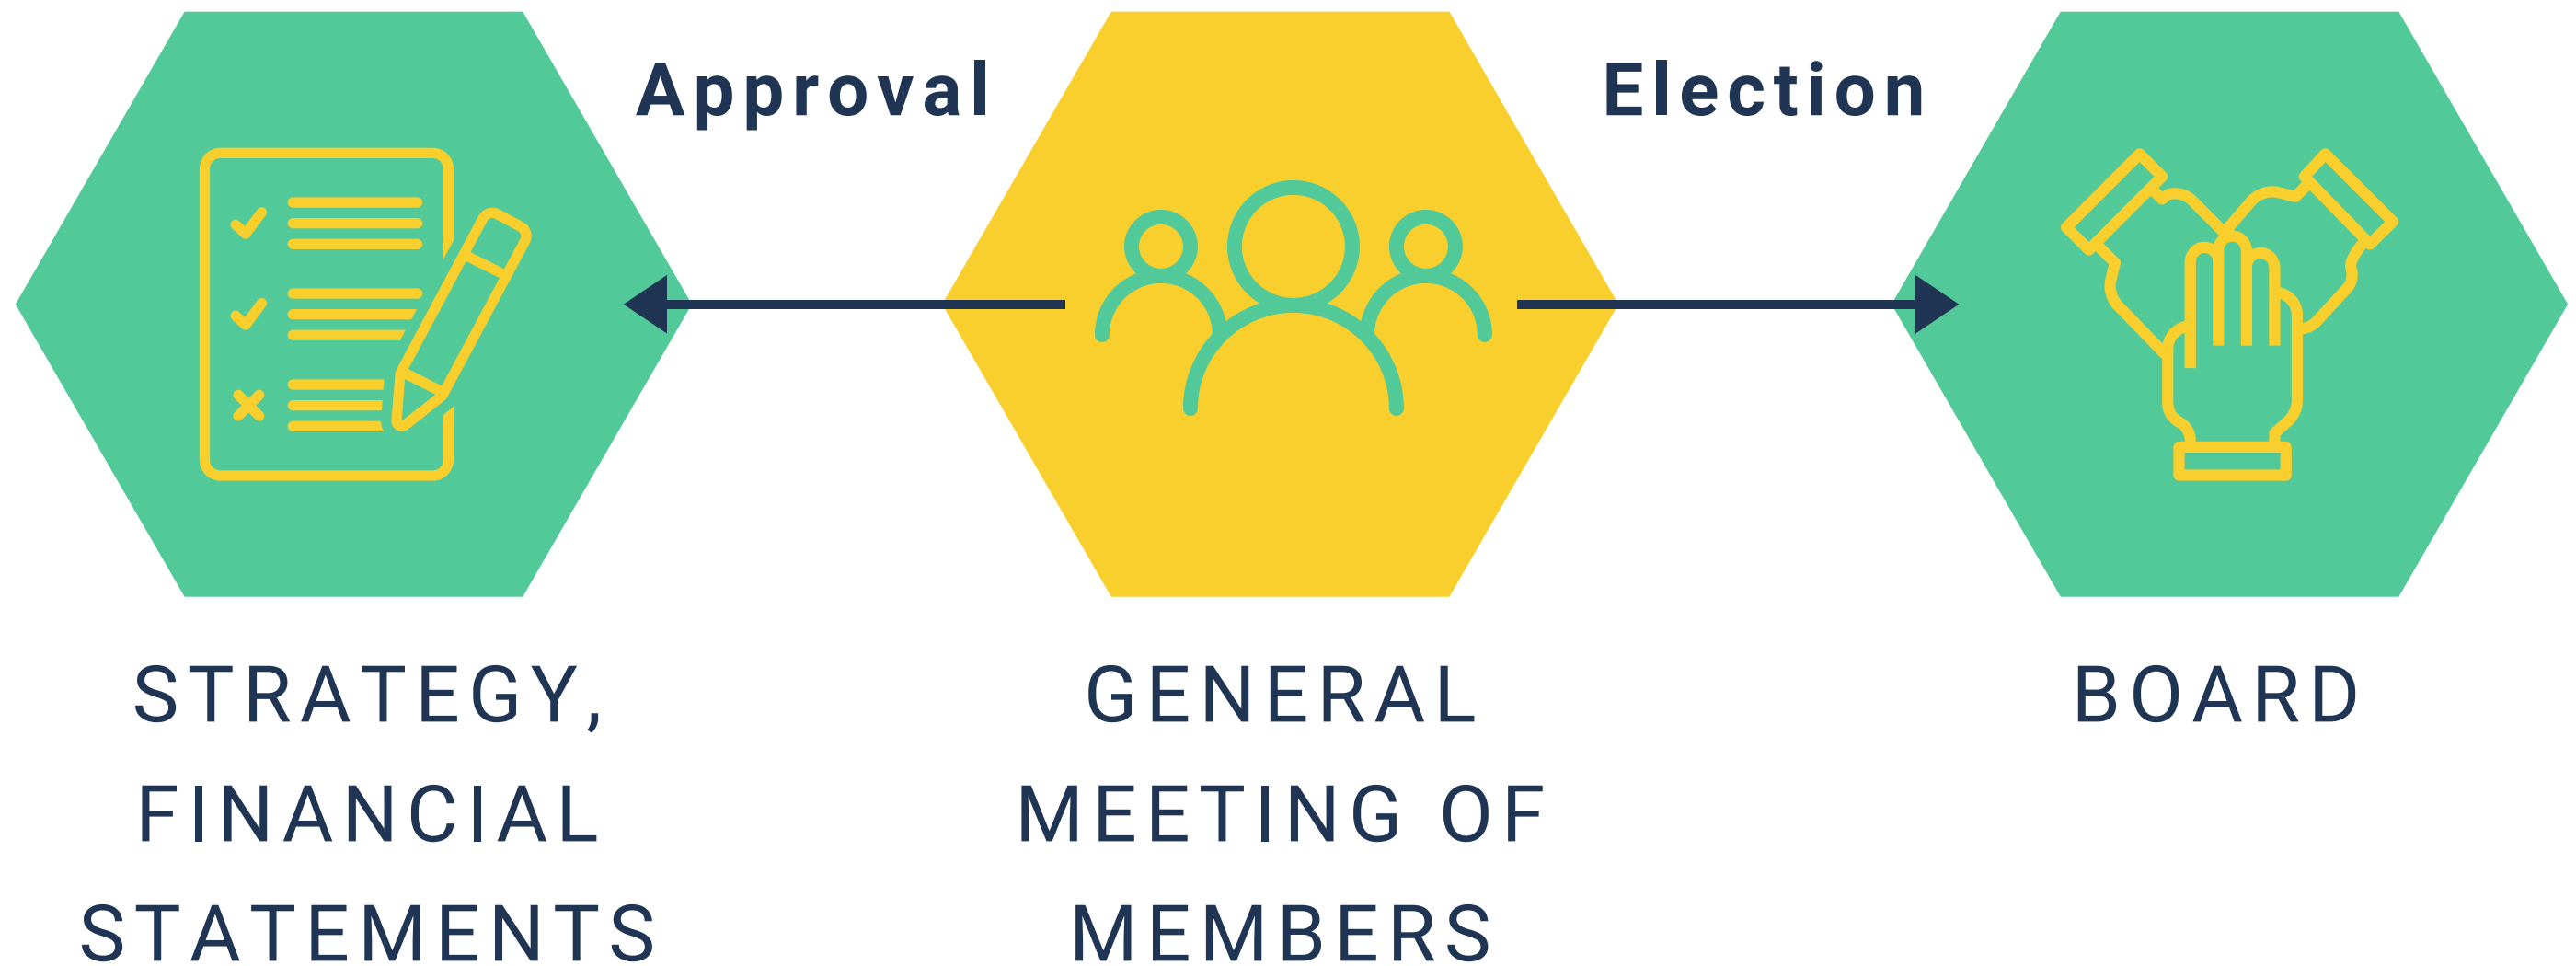 Approval
Election
STRATEGY,
FINANCIAL
STATEMENTS
GENERAL
MEETING OF
MEMBERS
BOARD